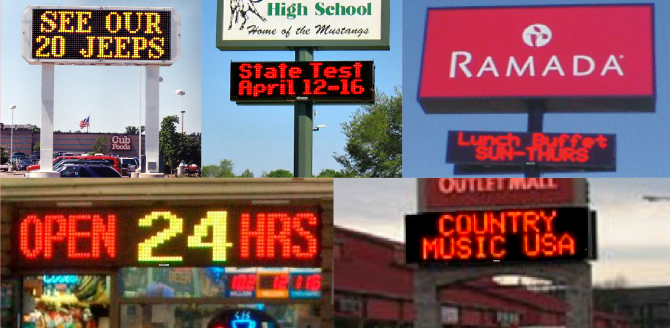 SEE OUR
20 JEEPS
Cub
Foods
High School
Home of the Mustangs
State Test
April 12-16
RAMADA
Lunch Buffet
SUN-THURS
OPEN 24 HRS
OUTLET MALL
COUNTRY
MUSIC USA